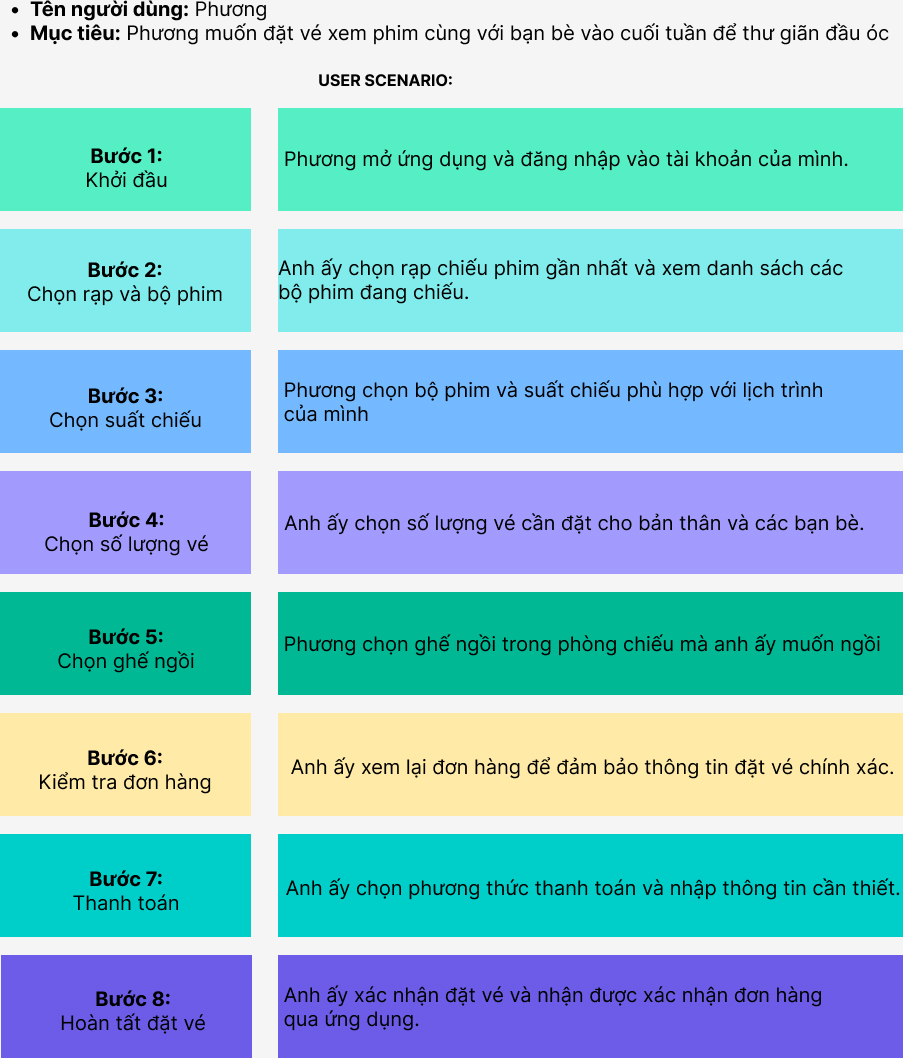 • Tên người dùng: Phương
• Mục tiêu: Phương muốn đặt vé xem phim cùng với bạn bè vào cuối tuần để thư giãn đầu óc
USER SCENARIO:
Bước 1:
Khởi đầu
Phương mở ứng dụng và đăng nhập vào tài khoản của mình.
Bước 2:
Chọn rạp và bộ phim
Anh ấy chọn rạp chiếu phim gần nhất và xem danh sách các
bộ phim đang chiếu.
Bước 3:
Chọn suất chiếu
Phương chọn bộ phim và suất chiếu phù hợp với lịch trình
của mình
Bước 4:
Chọn số lượng vé
Anh ấy chọn số lượng vé cần đặt cho bản thân và các bạn bè.
Bước 5:
Chọn ghế ngồi
Phương chọn ghế ngồi trong phòng chiếu mà anh ấy muốn ngồi
Bước 6:
Kiểm tra đơn hàng
Anh ấy xem lại đơn hàng để đảm bảo thông tin đặt vé chính xác.
Bước 7:
Thanh toán
Anh ấy chọn phương thức thanh toán và nhập thông tin cần thiết.
Bước 8:
Hoàn tất đặt vé
Anh ấy xác nhận đặt vé và nhận được xác nhận đơn hàng
qua ứng dụng.